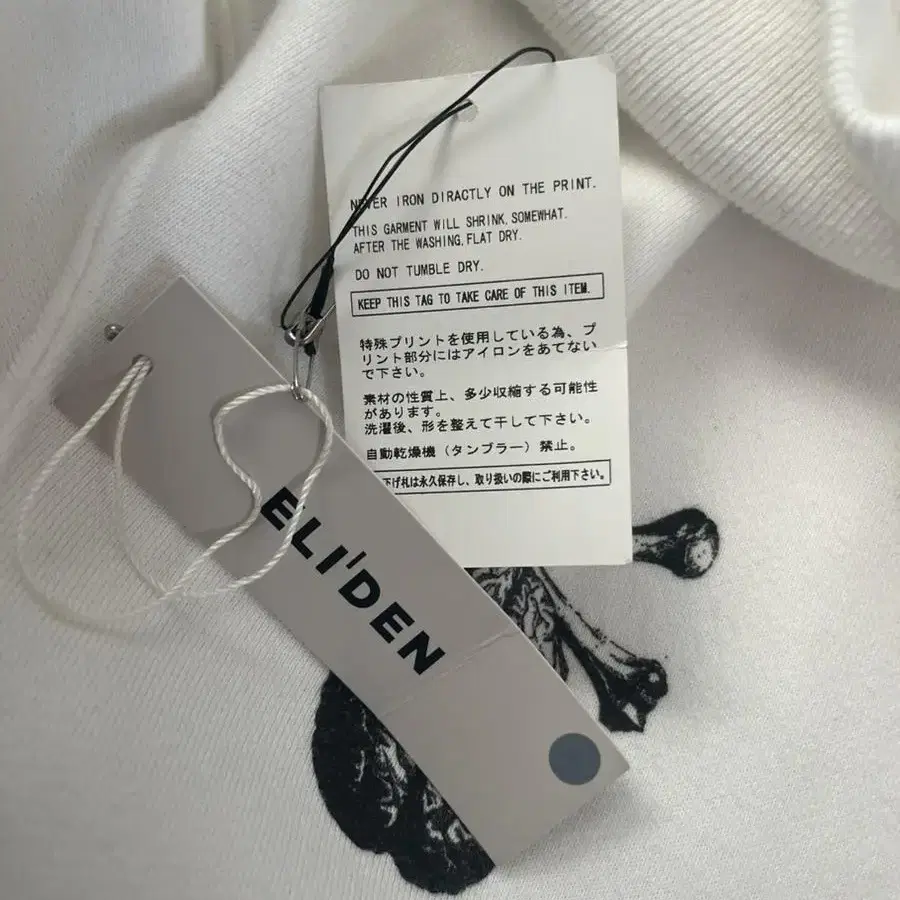 NEVER IRON DIRACTLY ON THE PRINT.
THIS GARMENT WILL SHRINK, SOMEWHAT.
AFTER THE WASHING, FLAT DRY.
DO NOT TUMBLE DRY.
KEEP THIS TAG TO TAKE CARE OF THIS ITEM.
特殊プリントを使用している為、プ
リント部分にはアイロンをあてない
で下さい。
素材の性質上、多少収縮する可能性
があります。
洗濯後、形を整えて干して下さい。
自動乾燥機（タンブラー）禁止。
下げ札は永久保存し、取り扱いの際にご利用下さい。
ELI'DEN